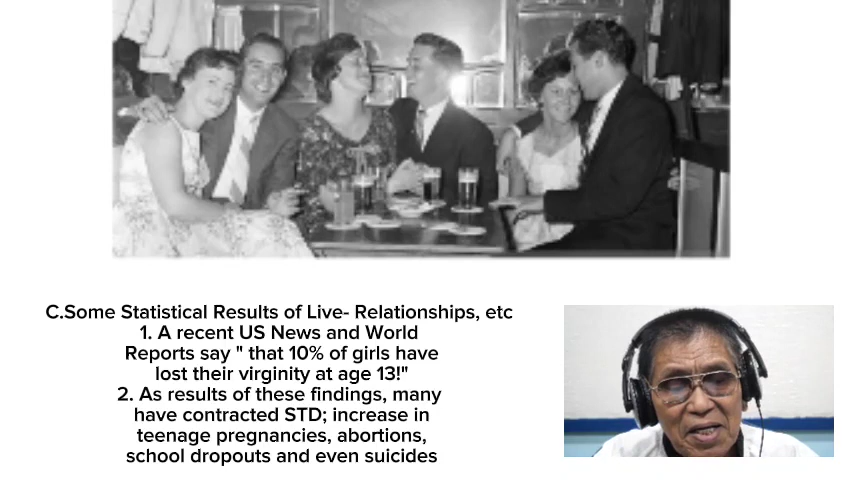 C.Some Statistical Results of Live- Relationships, etc
1. A recent US News and World
Reports say " that 10% of girls have
lost their virginity at age 13!"
2. As results of these findings, many
have contracted STD; increase in
teenage pregnancies, abortions,
school dropouts and even suicides